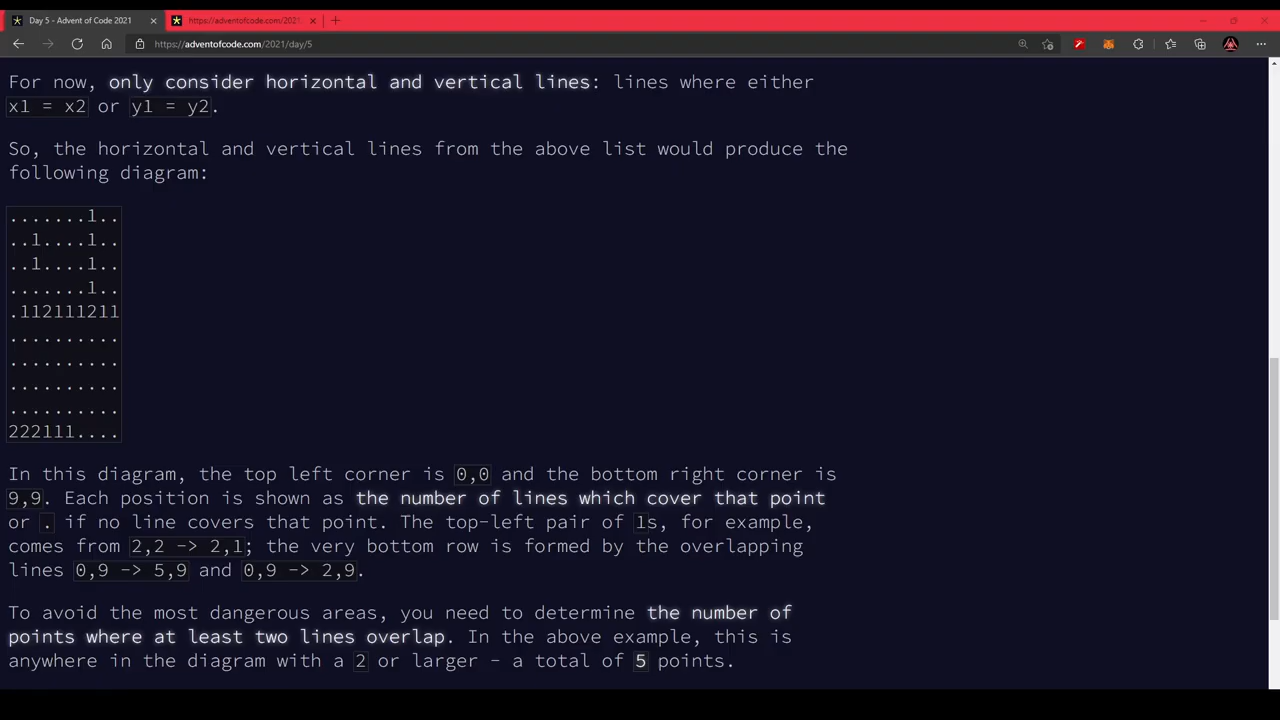 Day 5 - Advent of Code 2021
https://adventofcode.com/2021
https://adventofcode.com/2021/day/5
For now, only consider horizontal and vertical lines: lines where either
x1 = x2 or y1 = y2.
So, the horizontal and vertical lines from the above list would produce the
following diagram:
.......1..
..1....1..
..1....1..
.......1..
.112111211
..........
..........
..........
..........
222111....
In this diagram, the top left corner is 0,0 and the bottom right corner is
9,9. Each position is shown as the number of lines which cover that point
or . if no line covers that point. The top-left pair of 1s, for example,
comes from 2,2 -> 2,1; the very bottom row is formed by the overlapping
lines 0,9 -> 5,9 and 0,9 -> 2,9.
To avoid the most dangerous areas, you need to determine the number of
points where at least two lines overlap. In the above example, this is
anywhere in the diagram with a 2 or larger - a total of 5 points.